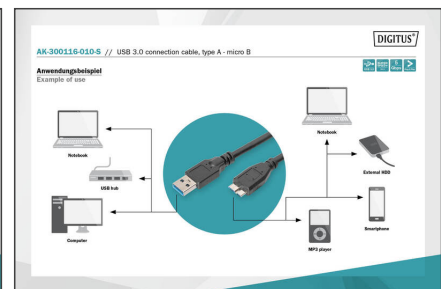 DIGITUS®
AK-300116-010-S // USB 3.0 connection cable, type A - micro B
Anwendungsbeispiel
Example of use
Notebook
USB hub
Computer
Notebook
External HDD
Smartphone
MP3 player